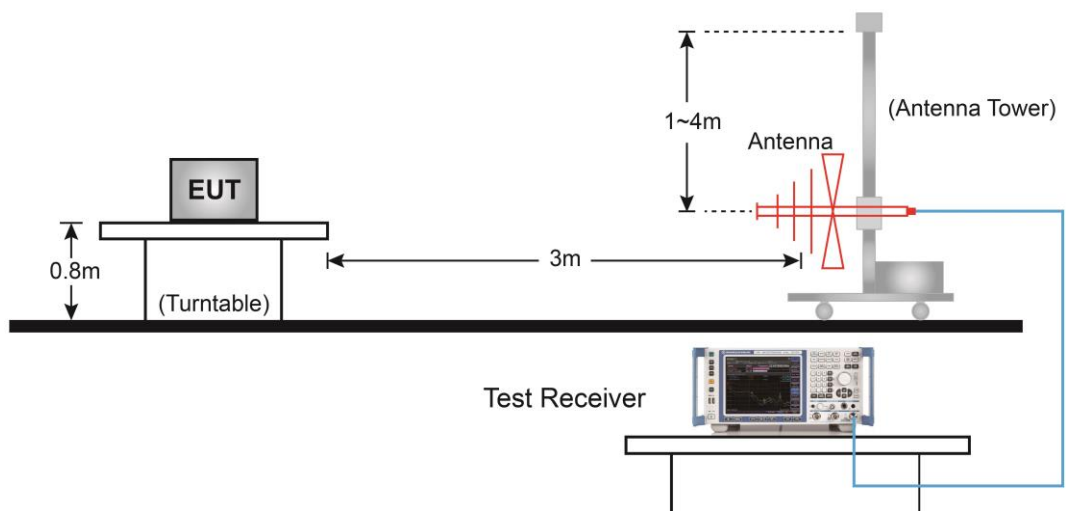 1~4m
(Antenna Tower)
Antenna
EUT
0.8m
3m
(Turntable)
Test Receiver